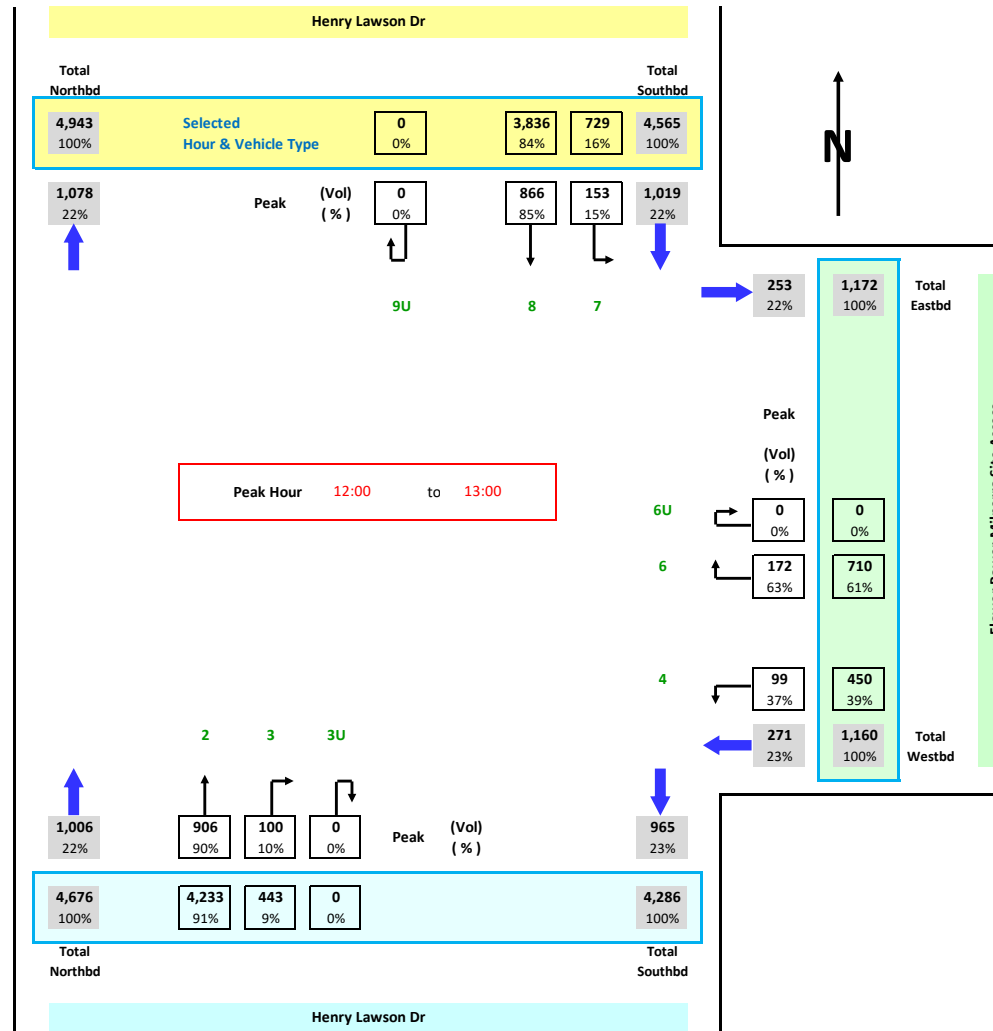 Henry Lawson Dr
Total
Northbd
Total
Southbd
4,943
100%
Selected
Hour & Vehicle Type
0
0%
3,836
84%
729
16%
4,565
100%
1,078
22%
Peak
(Vol)
( % )
0
0%
866
85%
153
15%
1,019
22%
N
9U
8
7
253
22%
1,172
100%
Total
Eastbd
Peak
(Vol)
( % )
Peak Hour 12:00 to 13:00
6U
0
0%
0
0%
6
172
63%
710
61%
4
99
37%
450
39%
271
23%
1,160
100%
Total
Westbd
2
3
3U
1,006
22%
906
90%
100
10%
0
0%
Peak
(Vol)
( % )
965
23%
4,676
100%
4,233
91%
443
9%
0
0%
4,286
100%
Total
Northbd
Total
Southbd
Henry Lawson Dr